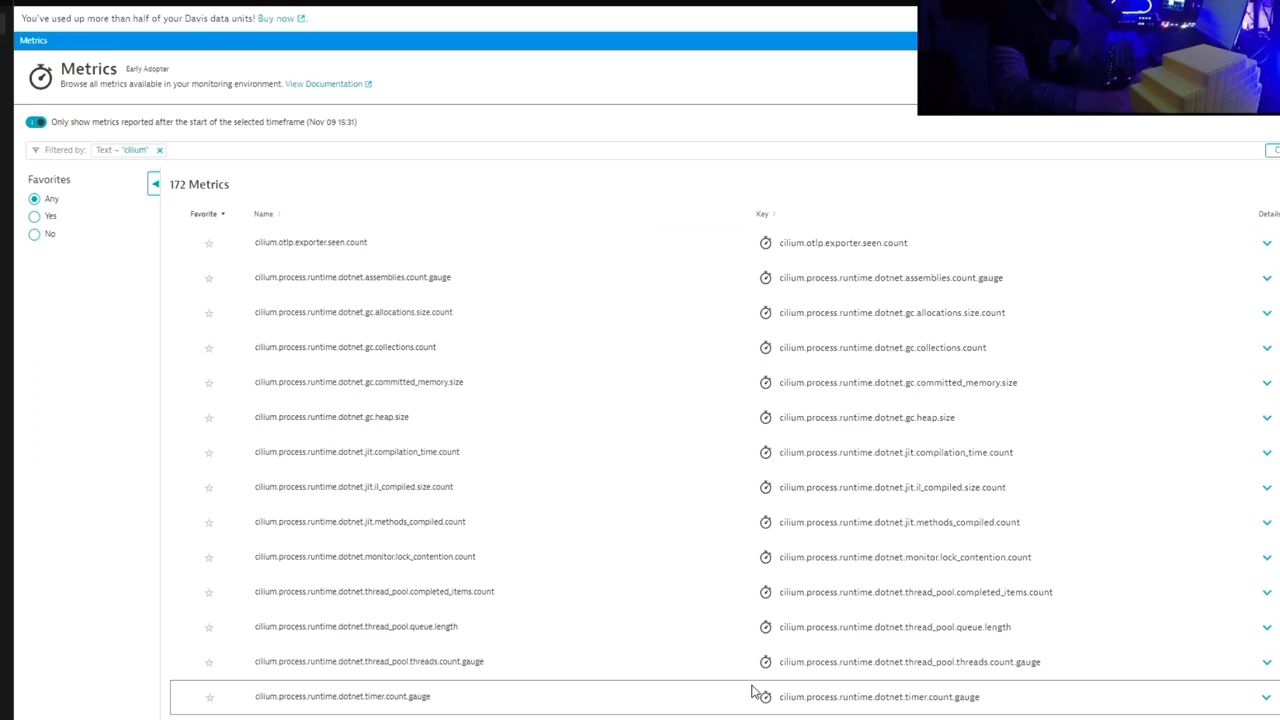 You've used up more than half of your Davis data units! Buy now.
Metrics
Metrics Early Adopter
Browse all metrics available in your monitoring environment. View Documentation
Only show metrics reported after the start of the selected timeframe (Nov 09 15:31)
Filtered by: Text ~ "cilium" ×
Favorites
Any
Yes
No
172 Metrics
Favorite Name Key Details
cilium.otlp.exporter.seen.count cilium.otlp.exporter.seen.count
cilium.process.runtime.dotnet.assemblies.count.gauge cilium.process.runtime.dotnet.assemblies.count.gauge
cilium.process.runtime.dotnet.gc.allocations.size.count cilium.process.runtime.dotnet.gc.allocations.size.count
cilium.process.runtime.dotnet.gc.collections.count cilium.process.runtime.dotnet.gc.collections.count
cilium.process.runtime.dotnet.gc.committed_memory.size cilium.process.runtime.dotnet.gc.committed_memory.size
cilium.process.runtime.dotnet.gc.heap.size cilium.process.runtime.dotnet.gc.heap.size
cilium.process.runtime.dotnet.jit.compilation_time.count cilium.process.runtime.dotnet.jit.compilation_time.count
cilium.process.runtime.dotnet.jit.il_compiled.size.count cilium.process.runtime.dotnet.jit.il_compiled.size.count
cilium.process.runtime.dotnet.jit.methods_compiled.count cilium.process.runtime.dotnet.jit.methods_compiled.count
cilium.process.runtime.dotnet.monitor.lock_contention.count cilium.process.runtime.dotnet.monitor.lock_contention.count
cilium.process.runtime.dotnet.thread_pool.completed_items.count cilium.process.runtime.dotnet.thread_pool.completed_items.count
cilium.process.runtime.dotnet.thread_pool.queue.length cilium.process.runtime.dotnet.thread_pool.queue.length
cilium.process.runtime.dotnet.thread_pool.threads.count.gauge cilium.process.runtime.dotnet.thread_pool.threads.count.gauge
cilium.process.runtime.dotnet.timer.count.gauge cilium.process.runtime.dotnet.timer.count.gauge